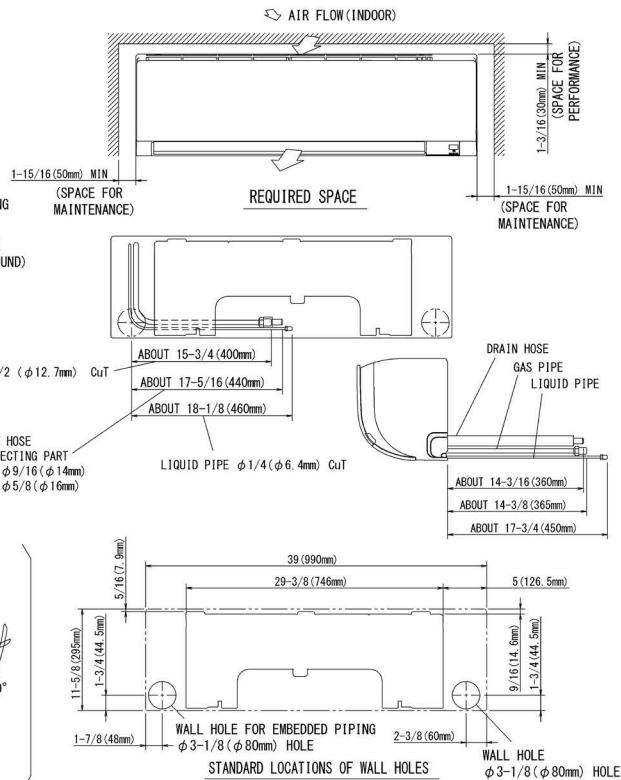 AIR FLOW(INDOOR)
1-3/16(30mm) MIN
(SPACE FOR
PERFORMANCE)
1-15/16(50mm) MIN
(SPACE FOR
MAINTENANCE)
REQUIRED SPACE
1-15/16(50mm) MIN
(SPACE FOR
MAINTENANCE)
NG
UND)
ABOUT 15-3/4(400mm)
/2 (φ12.7mm) CuT
ABOUT 17-5/16(440mm)
ABOUT 18-1/8(460mm)
HOSE
ECTING PART
φ9/16(φ14mm)
φ5/8(φ16mm)
LIQUID PIPE φ1/4(φ6.4mm) CuT
DRAIN HOSE
GAS PIPE
LIQUID PIPE
ABOUT 14-3/16(360mm)
ABOUT 14-3/8(365mm)
ABOUT 17-3/4(450mm)
39(990mm)
29-3/8(746mm)
5(126.5mm)
5/16(7.9mm)
11-5/8(295mm)
1-3/4(44.5mm)
9/16(14.6mm)
1-3/4(44.5mm)
1-7/8(48mm)
WALL HOLE FOR EMBEDDED PIPING
φ3-1/8(φ80mm) HOLE
2-3/8(60mm)
WALL HOLE
φ3-1/8(φ80mm) HOLE
STANDARD LOCATIONS OF WALL HOLES